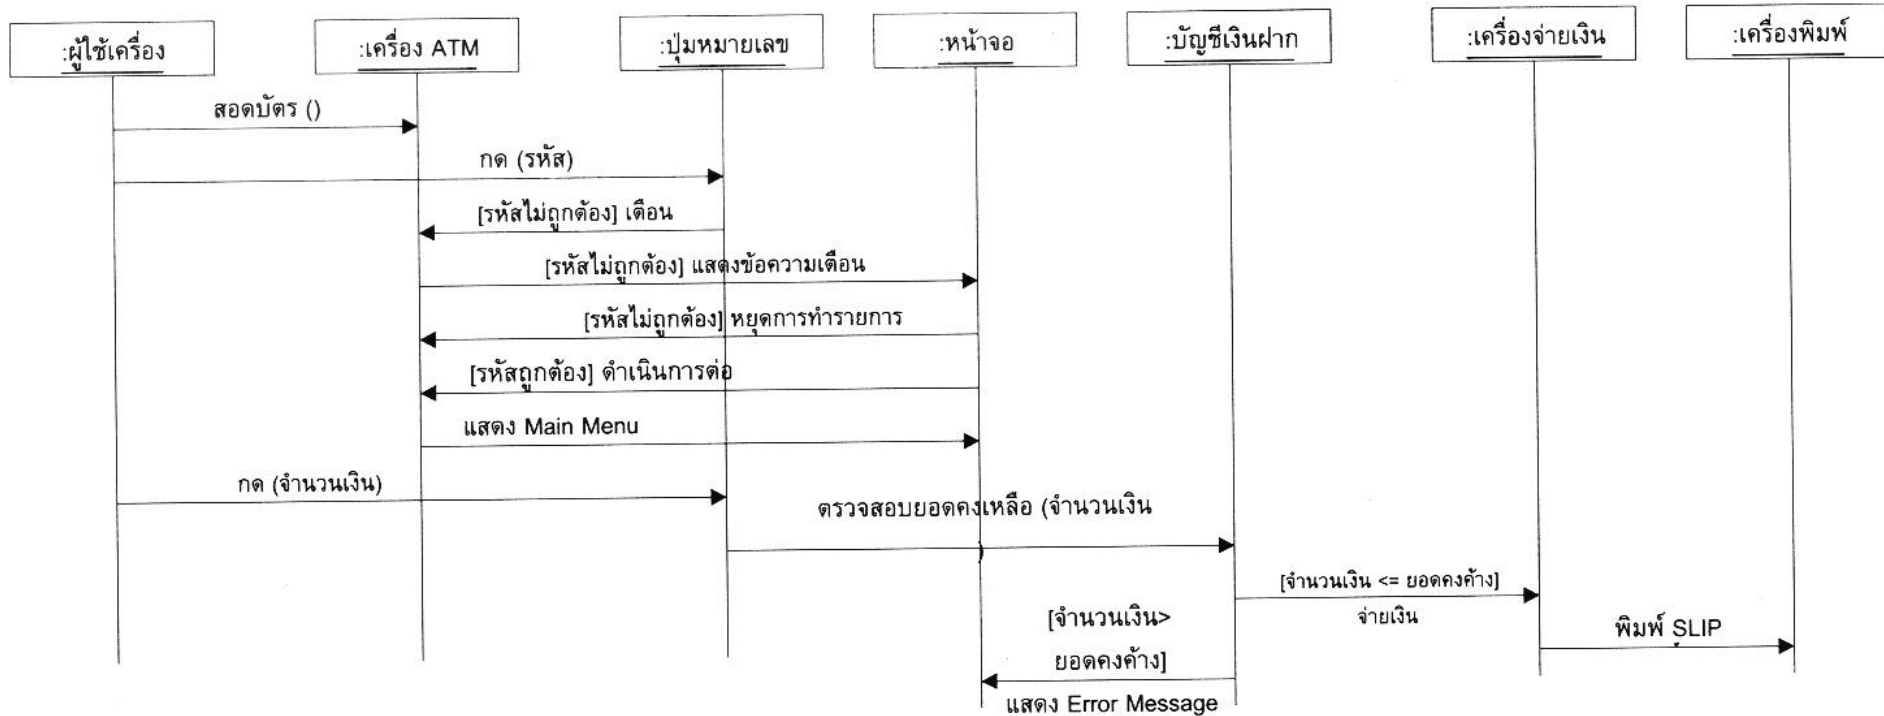 :ผู้ใช้เครื่อง
:เครื่อง ATM
:ปุ่มหมายเลข
:หน้าจอ
:บัญชีเงินฝาก
:เครื่องจ่ายเงิน
:เครื่องพิมพ์
สอดบัตร ()
กด (รหัส)
[รหัสไม่ถูกต้อง] เตือน
[รหัสไม่ถูกต้อง] แสดงข้อความเตือน
[รหัสไม่ถูกต้อง] หยุดการทำรายการ
[รหัสถูกต้อง] ดำเนินการต่อ
แสดง Main Menu
กด (จำนวนเงิน)
ตรวจสอบยอดคงเหลือ (จำนวนเงิน
)
[จำนวนเงิน <= ยอดคงค้าง]
จ่ายเงิน
[จำนวนเงิน>
ยอดคงค้าง]
แสดง Error Message
พิมพ์ SLIP